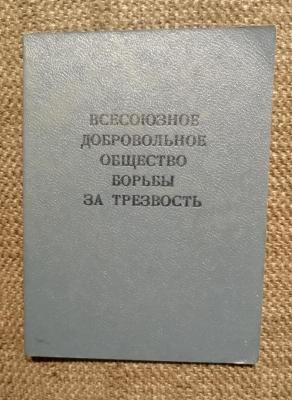 ВСЕСОЮЗНОЕ
ДОБРОВОЛЬНОЕ
ОБЩЕСТВО
БОРЬБЫ
ЗА ТРЕЗВОСТЬ